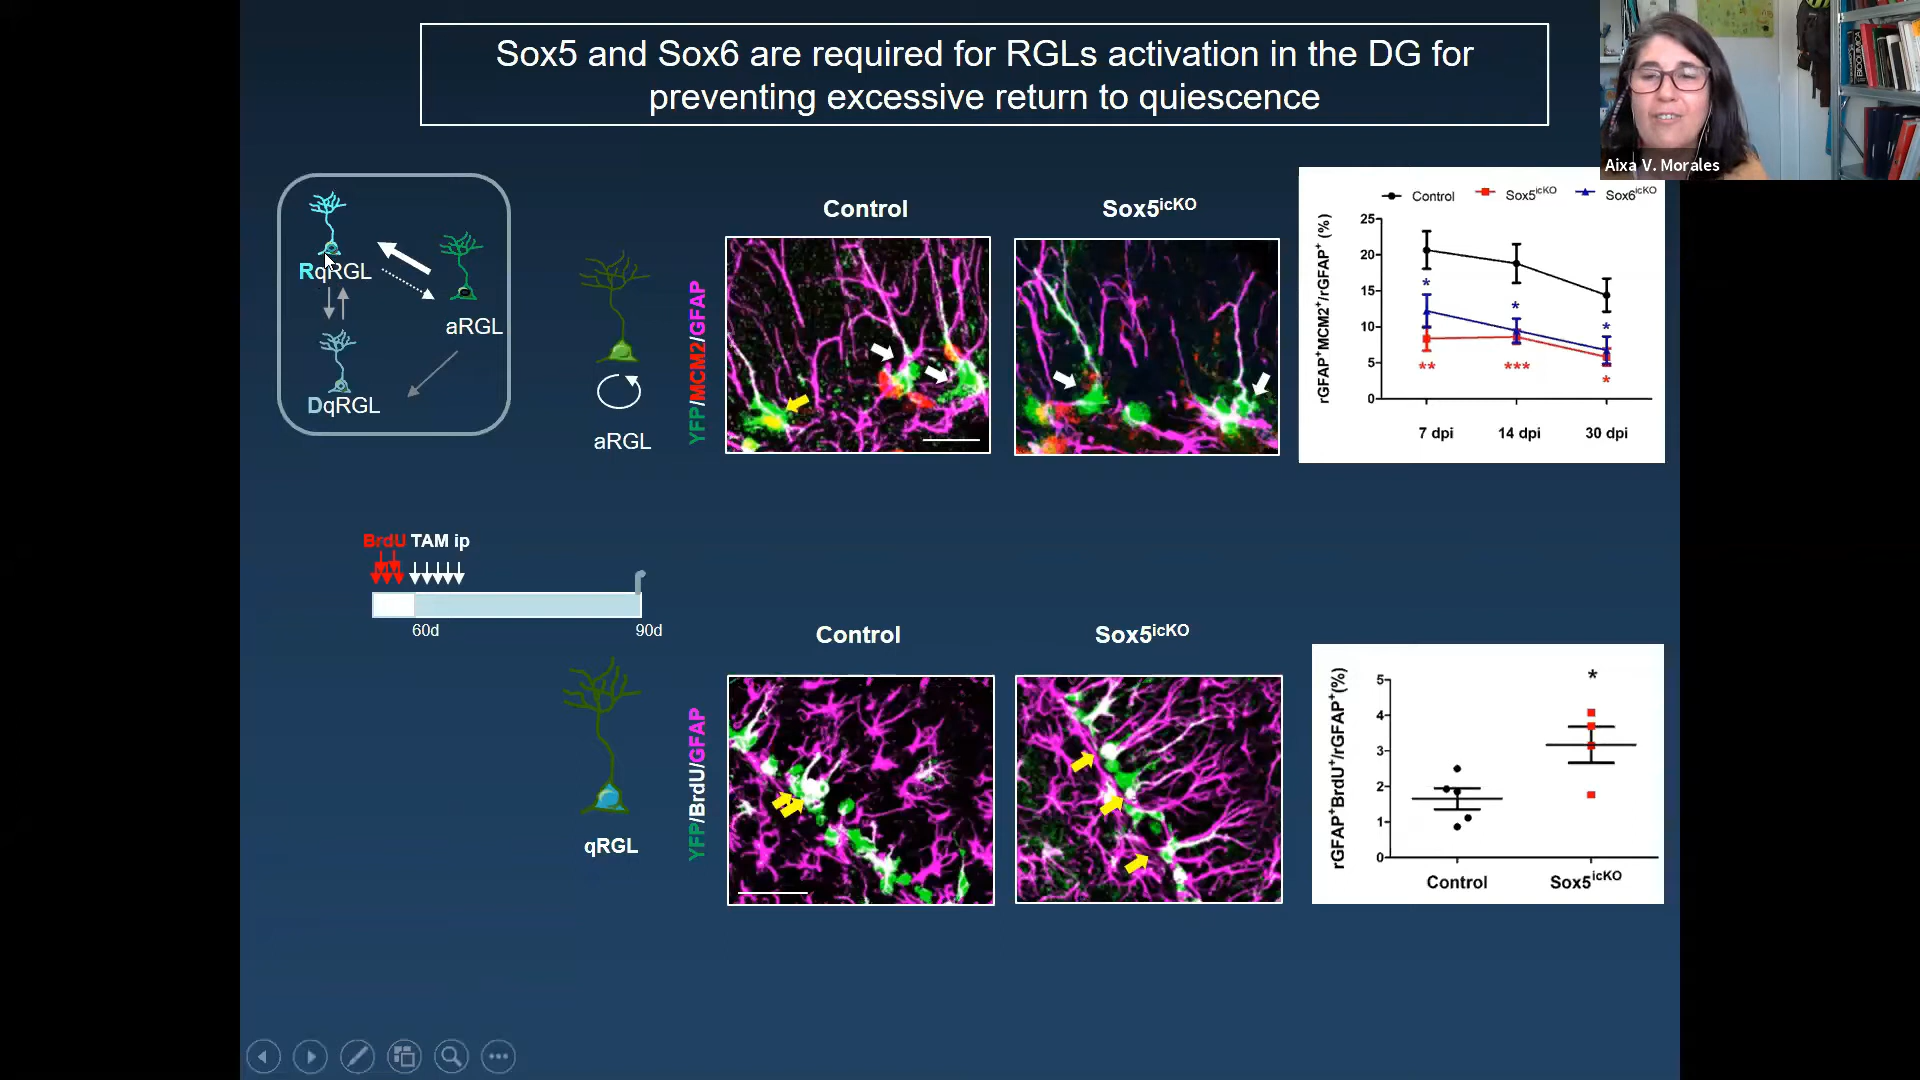 Sox5 and Sox6 are required for RGLs activation in the DG for
preventing excessive return to quiescence
BIOQUIMICA
Aixa V. Morales
RqRGL
aRGL
DqRGL
aRGL
YFP/MCM2/GFAP
Control
Sox5icKO
Control
Sox5icKO
Sox6icKO
rGFAP+MCM2+/rGFAP+ (%)
25
20
15
10
5
0
*
*
*
**
***
*
7 dpi
14 dpi
30 dpi
BrdU TAM ip
60d
90d
qRGL
YFP/BrdU/GFAP
Control
Sox5icKO
rGFAP+BrdU+/rGFAP+(%)
5
4
3
2
1
0
*
Control
Sox5icKO